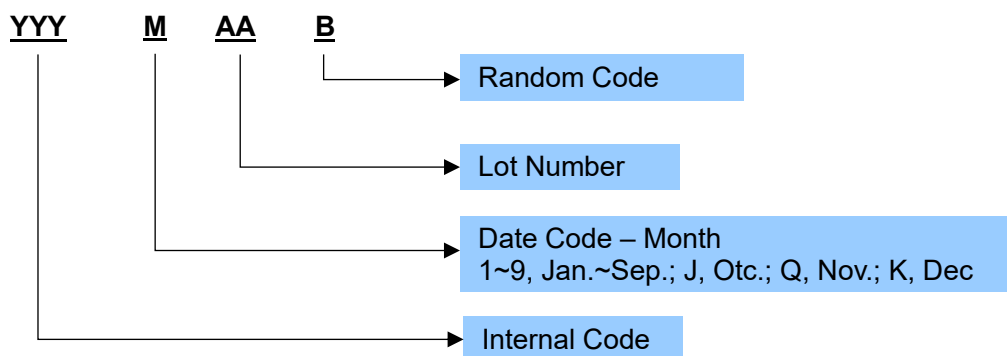 YYY M AA B
Random Code
Lot Number
Date Code – Month
1~9, Jan.~Sep.; J, Otc.; Q, Nov.; K, Dec
Internal Code